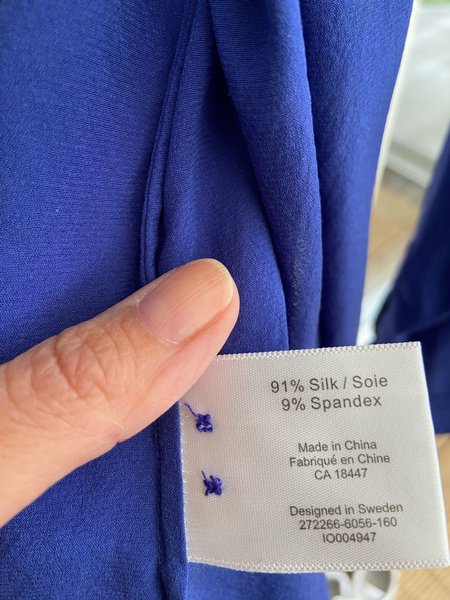 91% Silk / Soie
9% Spandex
Made in China
Fabriqué en Chine
CA 18447
Designed in Sweden
272266-6056-160
IO004947